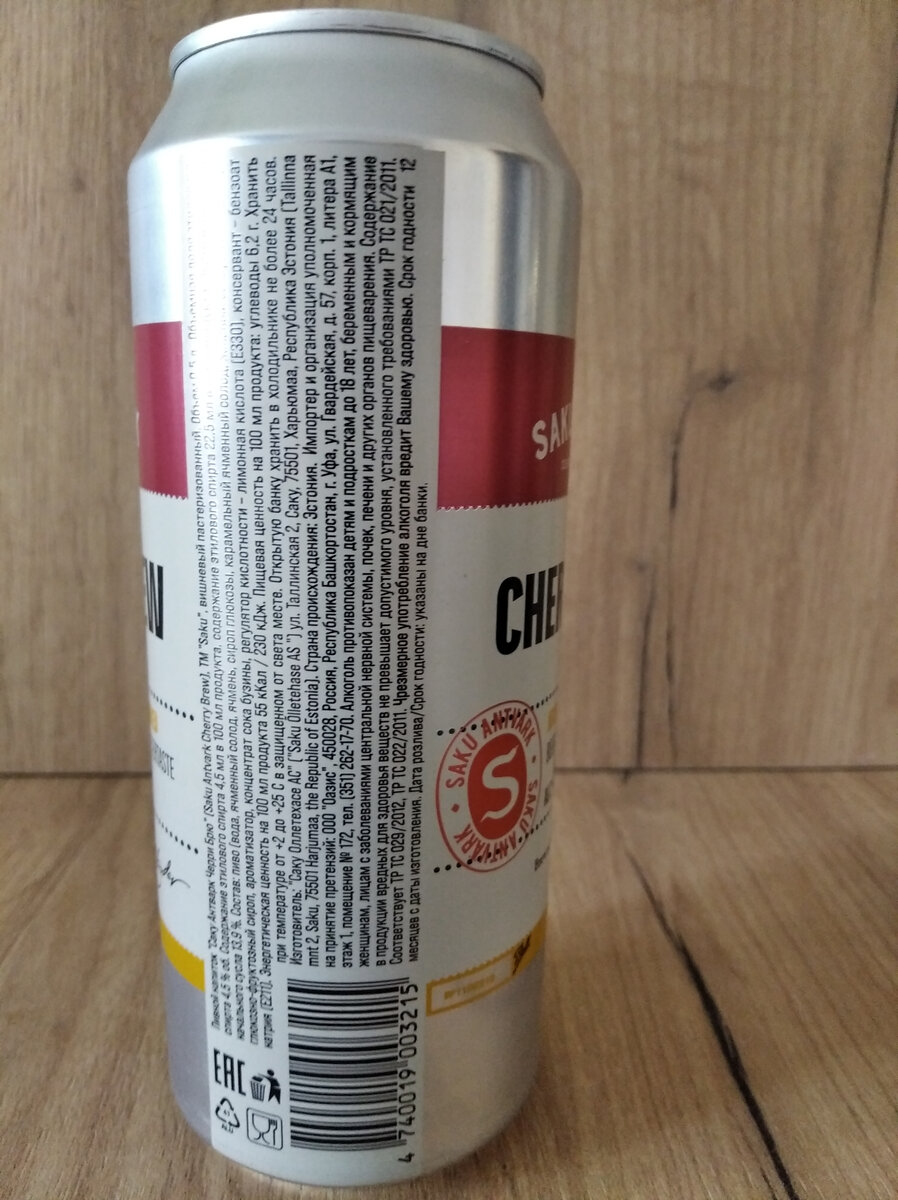 Пивной напиток "Саку Антварк Черри Брю" (Saku Antvark Cherry Brew), ТМ "Saku", вишневый пастеризованный.
спирта 4,5 % об. Содержание этилового спирта 4,5 мл в 100 мл продукта, содержание этилового спирта 22,5 мл
начального сусла 13,9 %. Состав: пиво (вода, ячменный солод, ячмень, сироп глюкозы, карамельный ячменный солод,
глюкозно-фруктозный сироп, ароматизатор, концентрат сока бузины, регулятор кислотности – лимонная кислота (E330), консервант – бензоат
натрия (E211). Энергетическая ценность на 100 мл продукта 55 кКал / 230 кДж. Пищевая ценность на 100 мл продукта: углеводы 6,2 г. Хранить
при температуре от +2 до +25 С в защищенном от света месте. Открытую банку хранить в холодильнике не более 24 часов.
Изготовитель: "Саку Оллетехасе АС" ("Saku Õlletehase AS ") ул. Таллинская 2, Саку, 75501, Харьюмаа, Республика Эстония (Tallinna
mnt 2, Saku, 75501 Harjumaa, the Republic of Estonia). Страна происхождения: Эстония. Импортер и организация уполномоченная
на принятие претензий: ООО "Оазис", 450028, Россия, Республика Башкортостан, г. Уфа, ул. Гвардейская, д. 57, корп. 1, литера А1,
этаж 1, помещение № 172, тел. (351) 262-17-70. Алкоголь противопоказан детям и подросткам до 18 лет, беременным и кормящим
женщинам, лицам с заболеваниями центральной нервной системы, почек, печени и других органов пищеварения. Содержание
в продукции вредных для здоровья веществ не превышает допустимого уровня, установленного требованиями ТР ТС 021/2011.
Соответствует ТР ТС 029/2012, ТР ТС 022/2011. Чрезмерное употребление алкоголя вредит Вашему здоровью. Срок годности 12
месяцев с даты изготовления. Дата розлива/Срок годности: указаны на дне банки.
EAC
41
ALU
4 740019 003215
SAKU
CHE
SAKU ANTVARK · SAKU ANTVARK
S